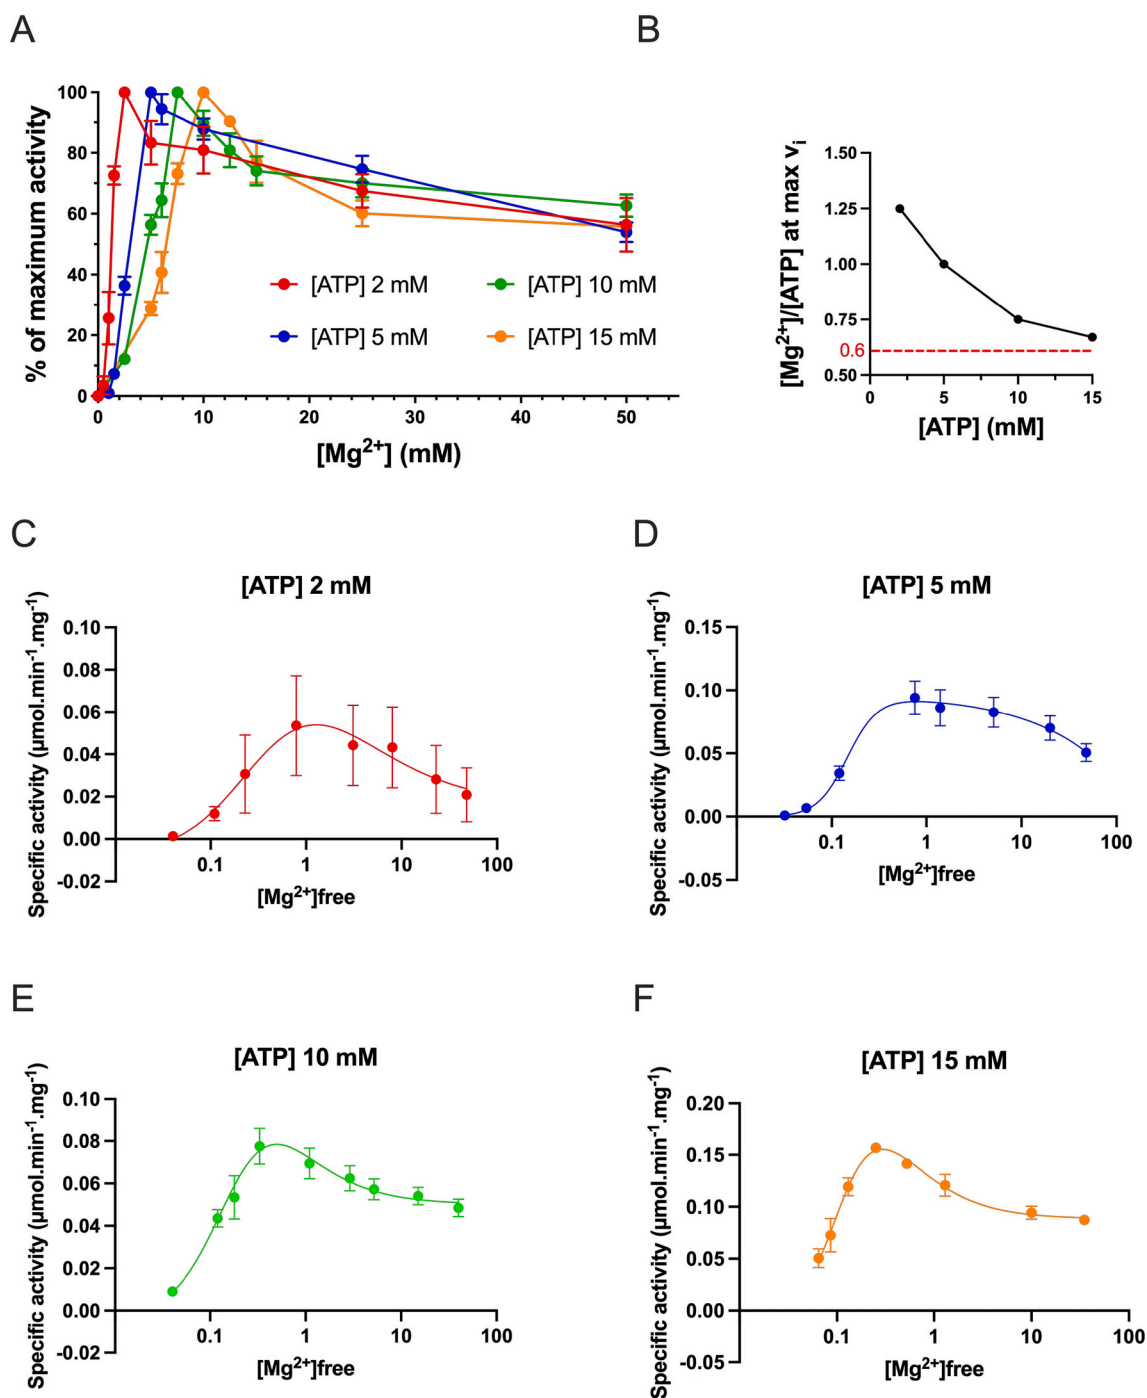 A
% of maximum activity
100
80
60
40
20
0
0
10
20
30
40
50
[Mg²⁺] (mM)
[ATP] 2 mM
[ATP] 10 mM
[ATP] 5 mM
[ATP] 15 mM
B
[Mg²⁺]/[ATP] at max vᵢ
1.50
1.25
1.00
0.75
0.6
0.50
0
5
10
15
[ATP] (mM]
C
[ATP] 2 mM
Specific activity (µmol.min⁻¹.mg⁻¹)
0.10
0.08
0.06
0.04
0.02
0.00
-0.02
0.1
1
10
100
[Mg²⁺]free
D
[ATP] 5 mM
Specific activity (µmol.min⁻¹.mg⁻¹)
0.15
0.10
0.05
0.00
-0.05
0.1
1
10
100
[Mg²⁺]free
E
[ATP] 10 mM
Specific activity (µmol.min⁻¹.mg⁻¹)
0.10
0.08
0.06
0.04
0.02
0.00
-0.02
0.1
1
10
100
[Mg²⁺]free
F
[ATP] 15 mM
Specific activity (µmol.min⁻¹.mg⁻¹)
0.20
0.15
0.10
0.05
0.00
-0.05
0.1
1
10
100
[Mg²⁺]free